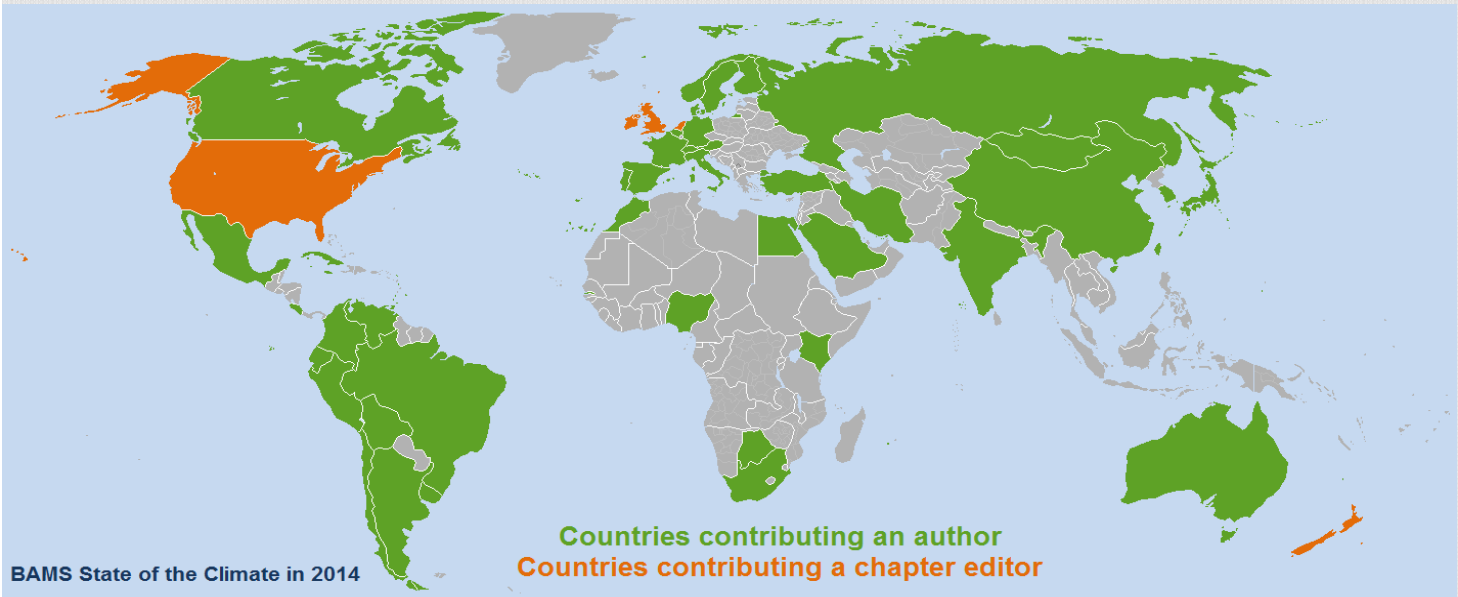 Countries contributing an author
Countries contributing a chapter editor
BAMS State of the Climate in 2014